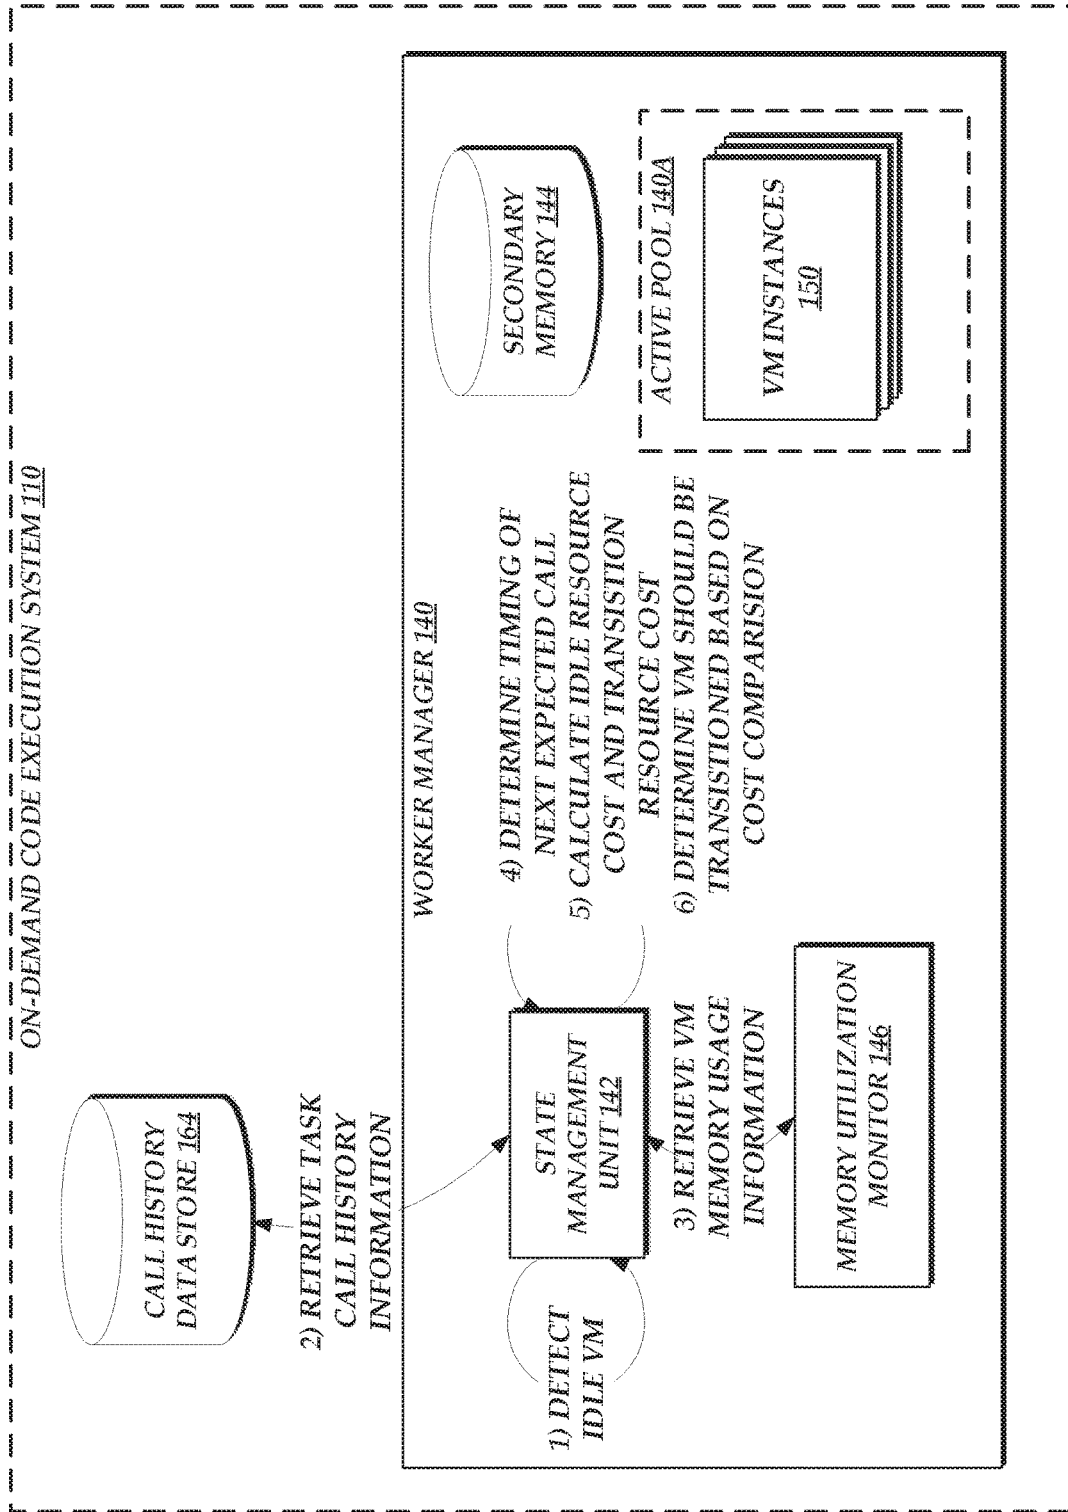 ON-DEMAND CODE EXECUTION SYSTEM 110
CALL HISTORY
DATA STORE 164
2) RETRIEVE TASK
CALL HISTORY
INFORMATION
WORKER MANAGER 140
1) DETECT
IDLE VM
STATE
MANAGEMENT
UNIT 142
3) RETRIEVE VM
MEMORY USAGE
INFORMATION
MEMORY UTILIZATION
MONITOR 146
4) DETERMINE TIMING OF
NEXT EXPECTED CALL
5) CALCULATE IDLE RESOURCE
COST AND TRANSISTION
RESOURCE COST
6) DETERMINE VM SHOULD BE
TRANSISTIONED BASED ON
COST COMPARISION
SECONDARY
MEMORY 144
ACTIVE POOL 140A
VM INSTANCES
150